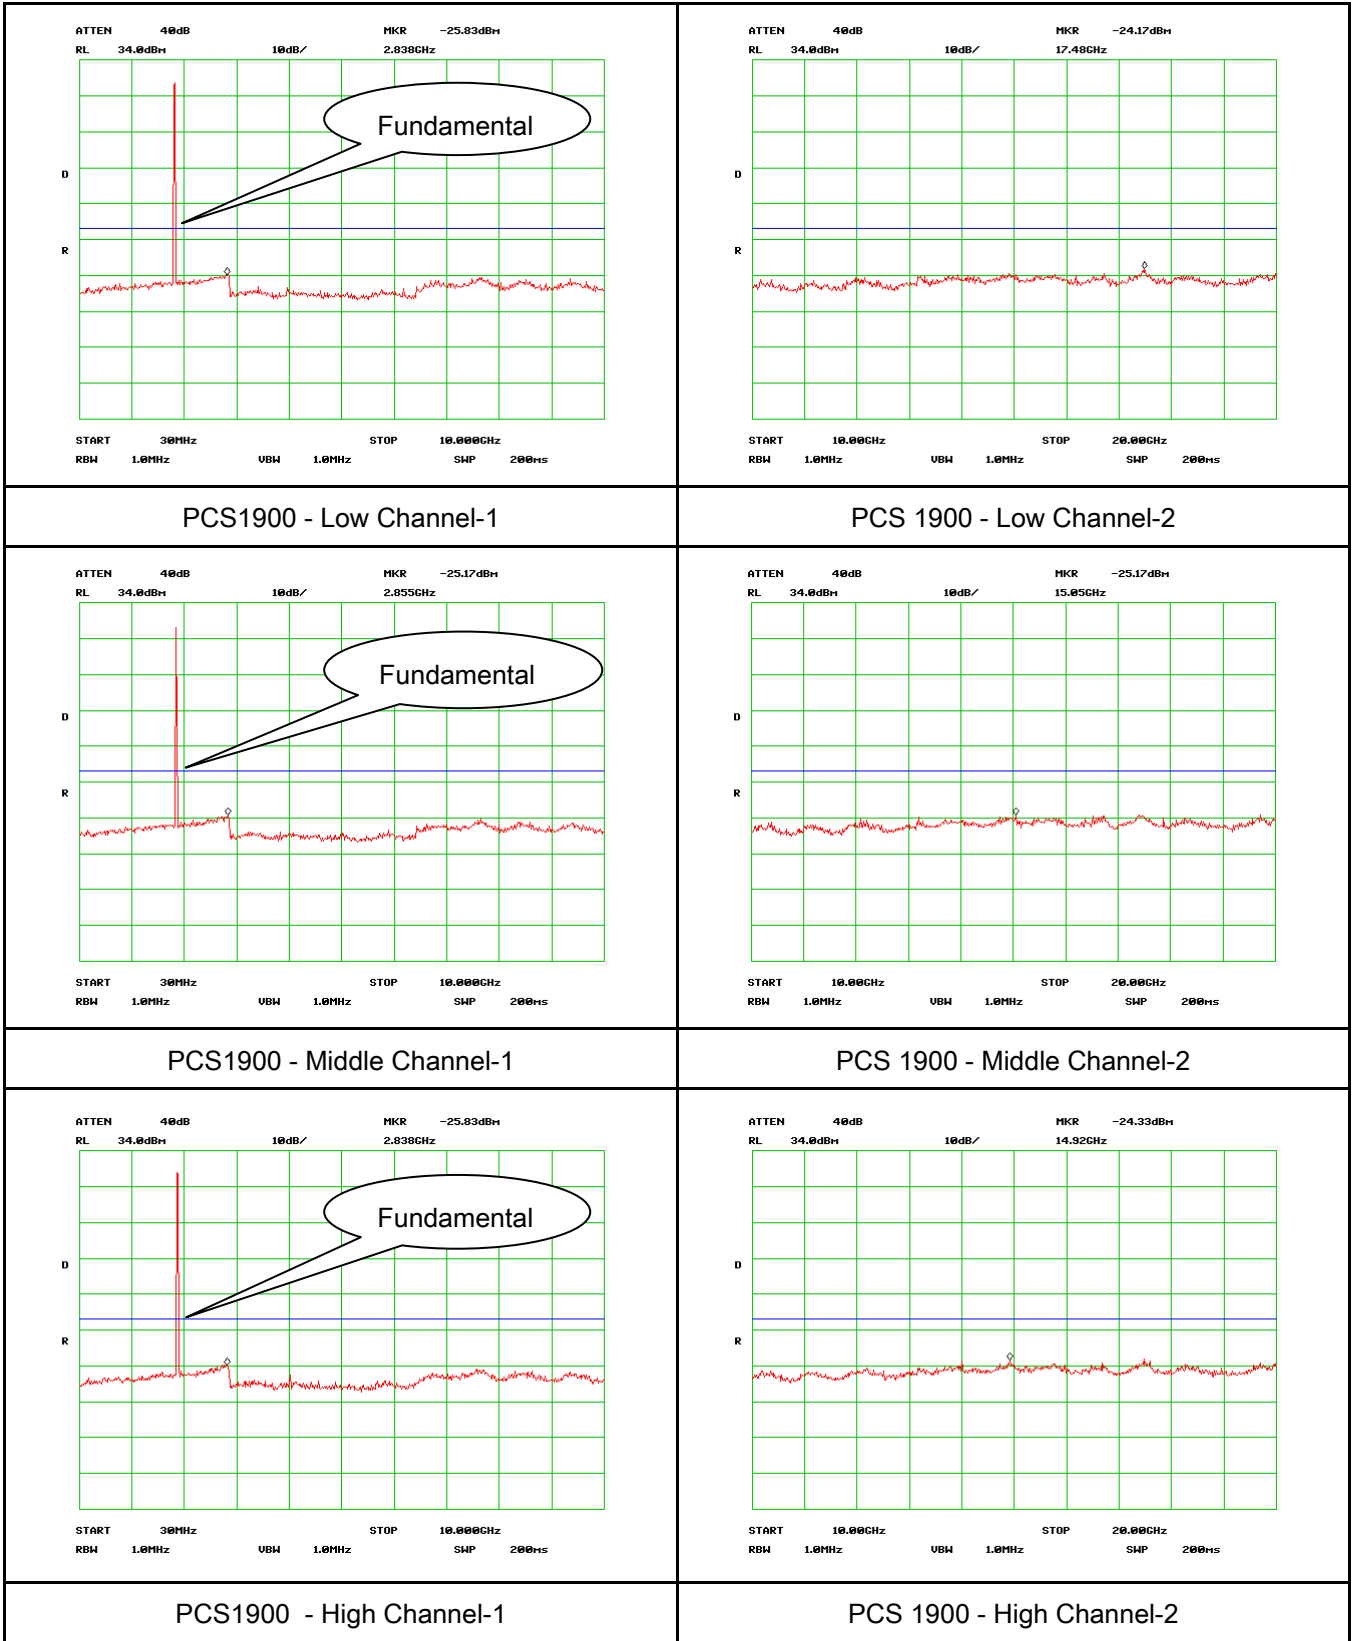 ATTEN 40dB MKR -25.83dBm
RL 34.0dBm 10dB/ 2.838GHz
Fundamental
D
R
START 30MHz STOP 10.000GHz
RBW 1.0MHz VBW 1.0MHz SWP 200ms
PCS1900 - Low Channel-1
ATTEN 40dB MKR -24.17dBm
RL 34.0dBm 10dB/ 17.48GHz
D
R
START 10.00GHz STOP 20.00GHz
RBW 1.0MHz VBW 1.0MHz SWP 200ms
PCS 1900 - Low Channel-2
ATTEN 40dB MKR -25.17dBm
RL 34.0dBm 10dB/ 2.855GHz
Fundamental
D
R
START 30MHz STOP 10.000GHz
RBW 1.0MHz VBW 1.0MHz SWP 200ms
PCS1900 - Middle Channel-1
ATTEN 40dB MKR -25.17dBm
RL 34.0dBm 10dB/ 15.05GHz
D
R
START 10.00GHz STOP 20.00GHz
RBW 1.0MHz VBW 1.0MHz SWP 200ms
PCS 1900 - Middle Channel-2
ATTEN 40dB MKR -25.83dBm
RL 34.0dBm 10dB/ 2.838GHz
Fundamental
D
R
START 30MHz STOP 10.000GHz
RBW 1.0MHz VBW 1.0MHz SWP 200ms
PCS1900 - High Channel-1
ATTEN 40dB MKR -24.33dBm
RL 34.0dBm 10dB/ 14.92GHz
D
R
START 10.00GHz STOP 20.00GHz
RBW 1.0MHz VBW 1.0MHz SWP 200ms
PCS 1900 - High Channel-2